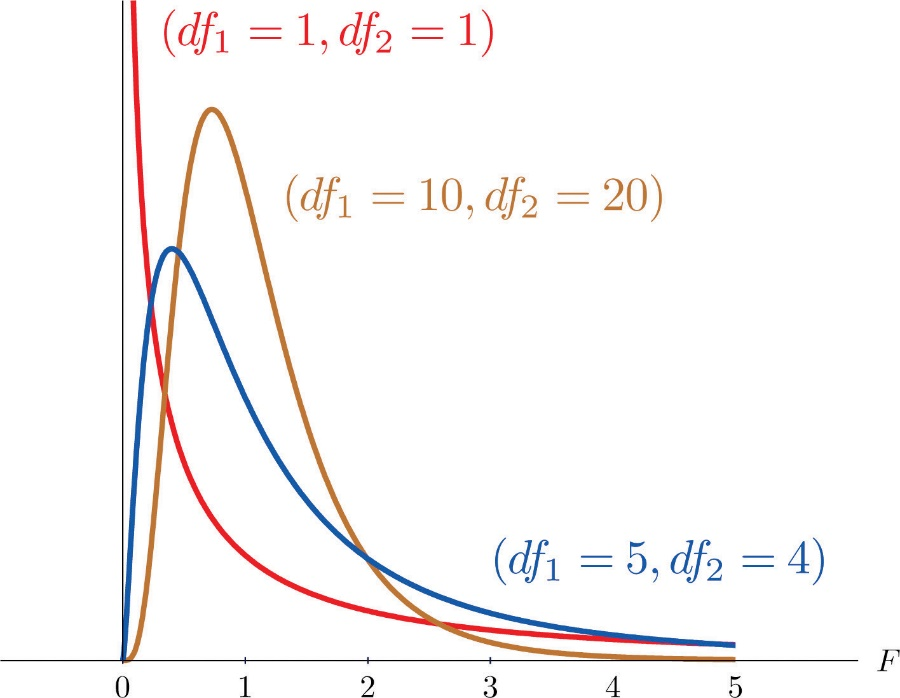 (df₁ = 1, df₂ = 1)
(df₁ = 10, df₂ = 20)
(df₁ = 5, df₂ = 4)
F
0 1 2 3 4 5